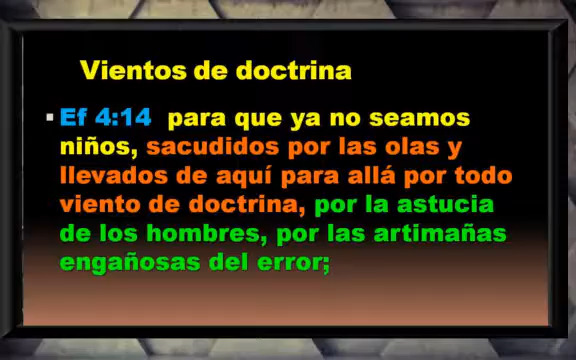 Vientos de doctrina
Ef 4:14 para que ya no seamos
niños, sacudidos por las olas y
llevados de aquí para allá por todo
viento de doctrina, por la astucia
de los hombres, por las artimañas
engañosas del error;